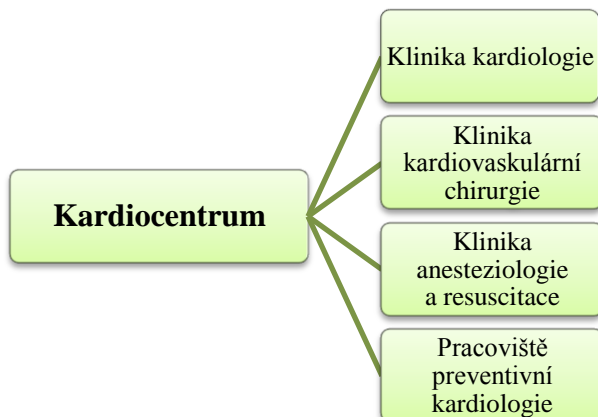 Kardiocentrum
Klinika kardiologie
Klinika
kardiovaskulární
chirurgie
Klinika
anesteziologie
a resuscitace
Pracoviště
preventivní
kardiologie